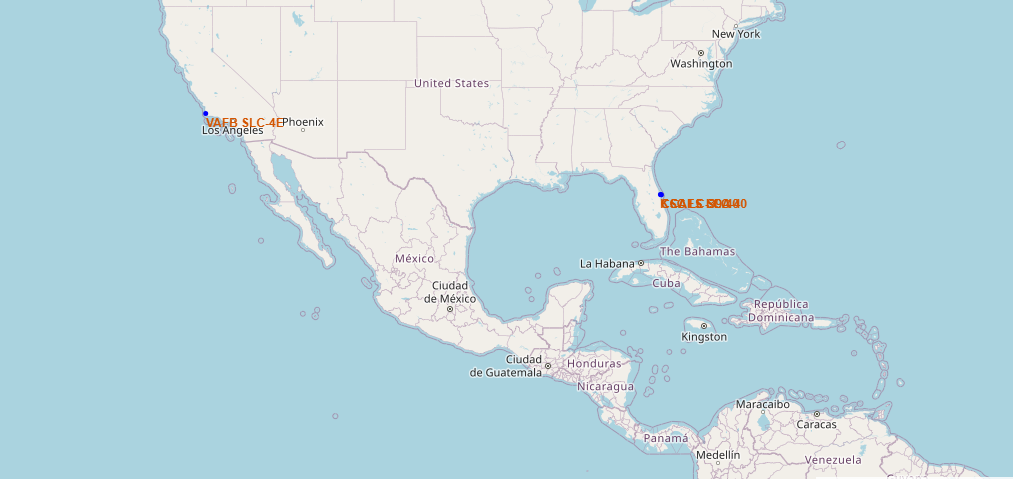 New York
Washington
United States
VAFB SLC-4E
Phoenix
Los Angeles
The Bahamas
La Habana
México
Cuba
Ciudad
de México
República
Dominicana
Kingston
Ciudad
de Guatemala
Honduras
Nicaragua
Maracaibo
Caracas
Panamá
Medellín
Venezuela